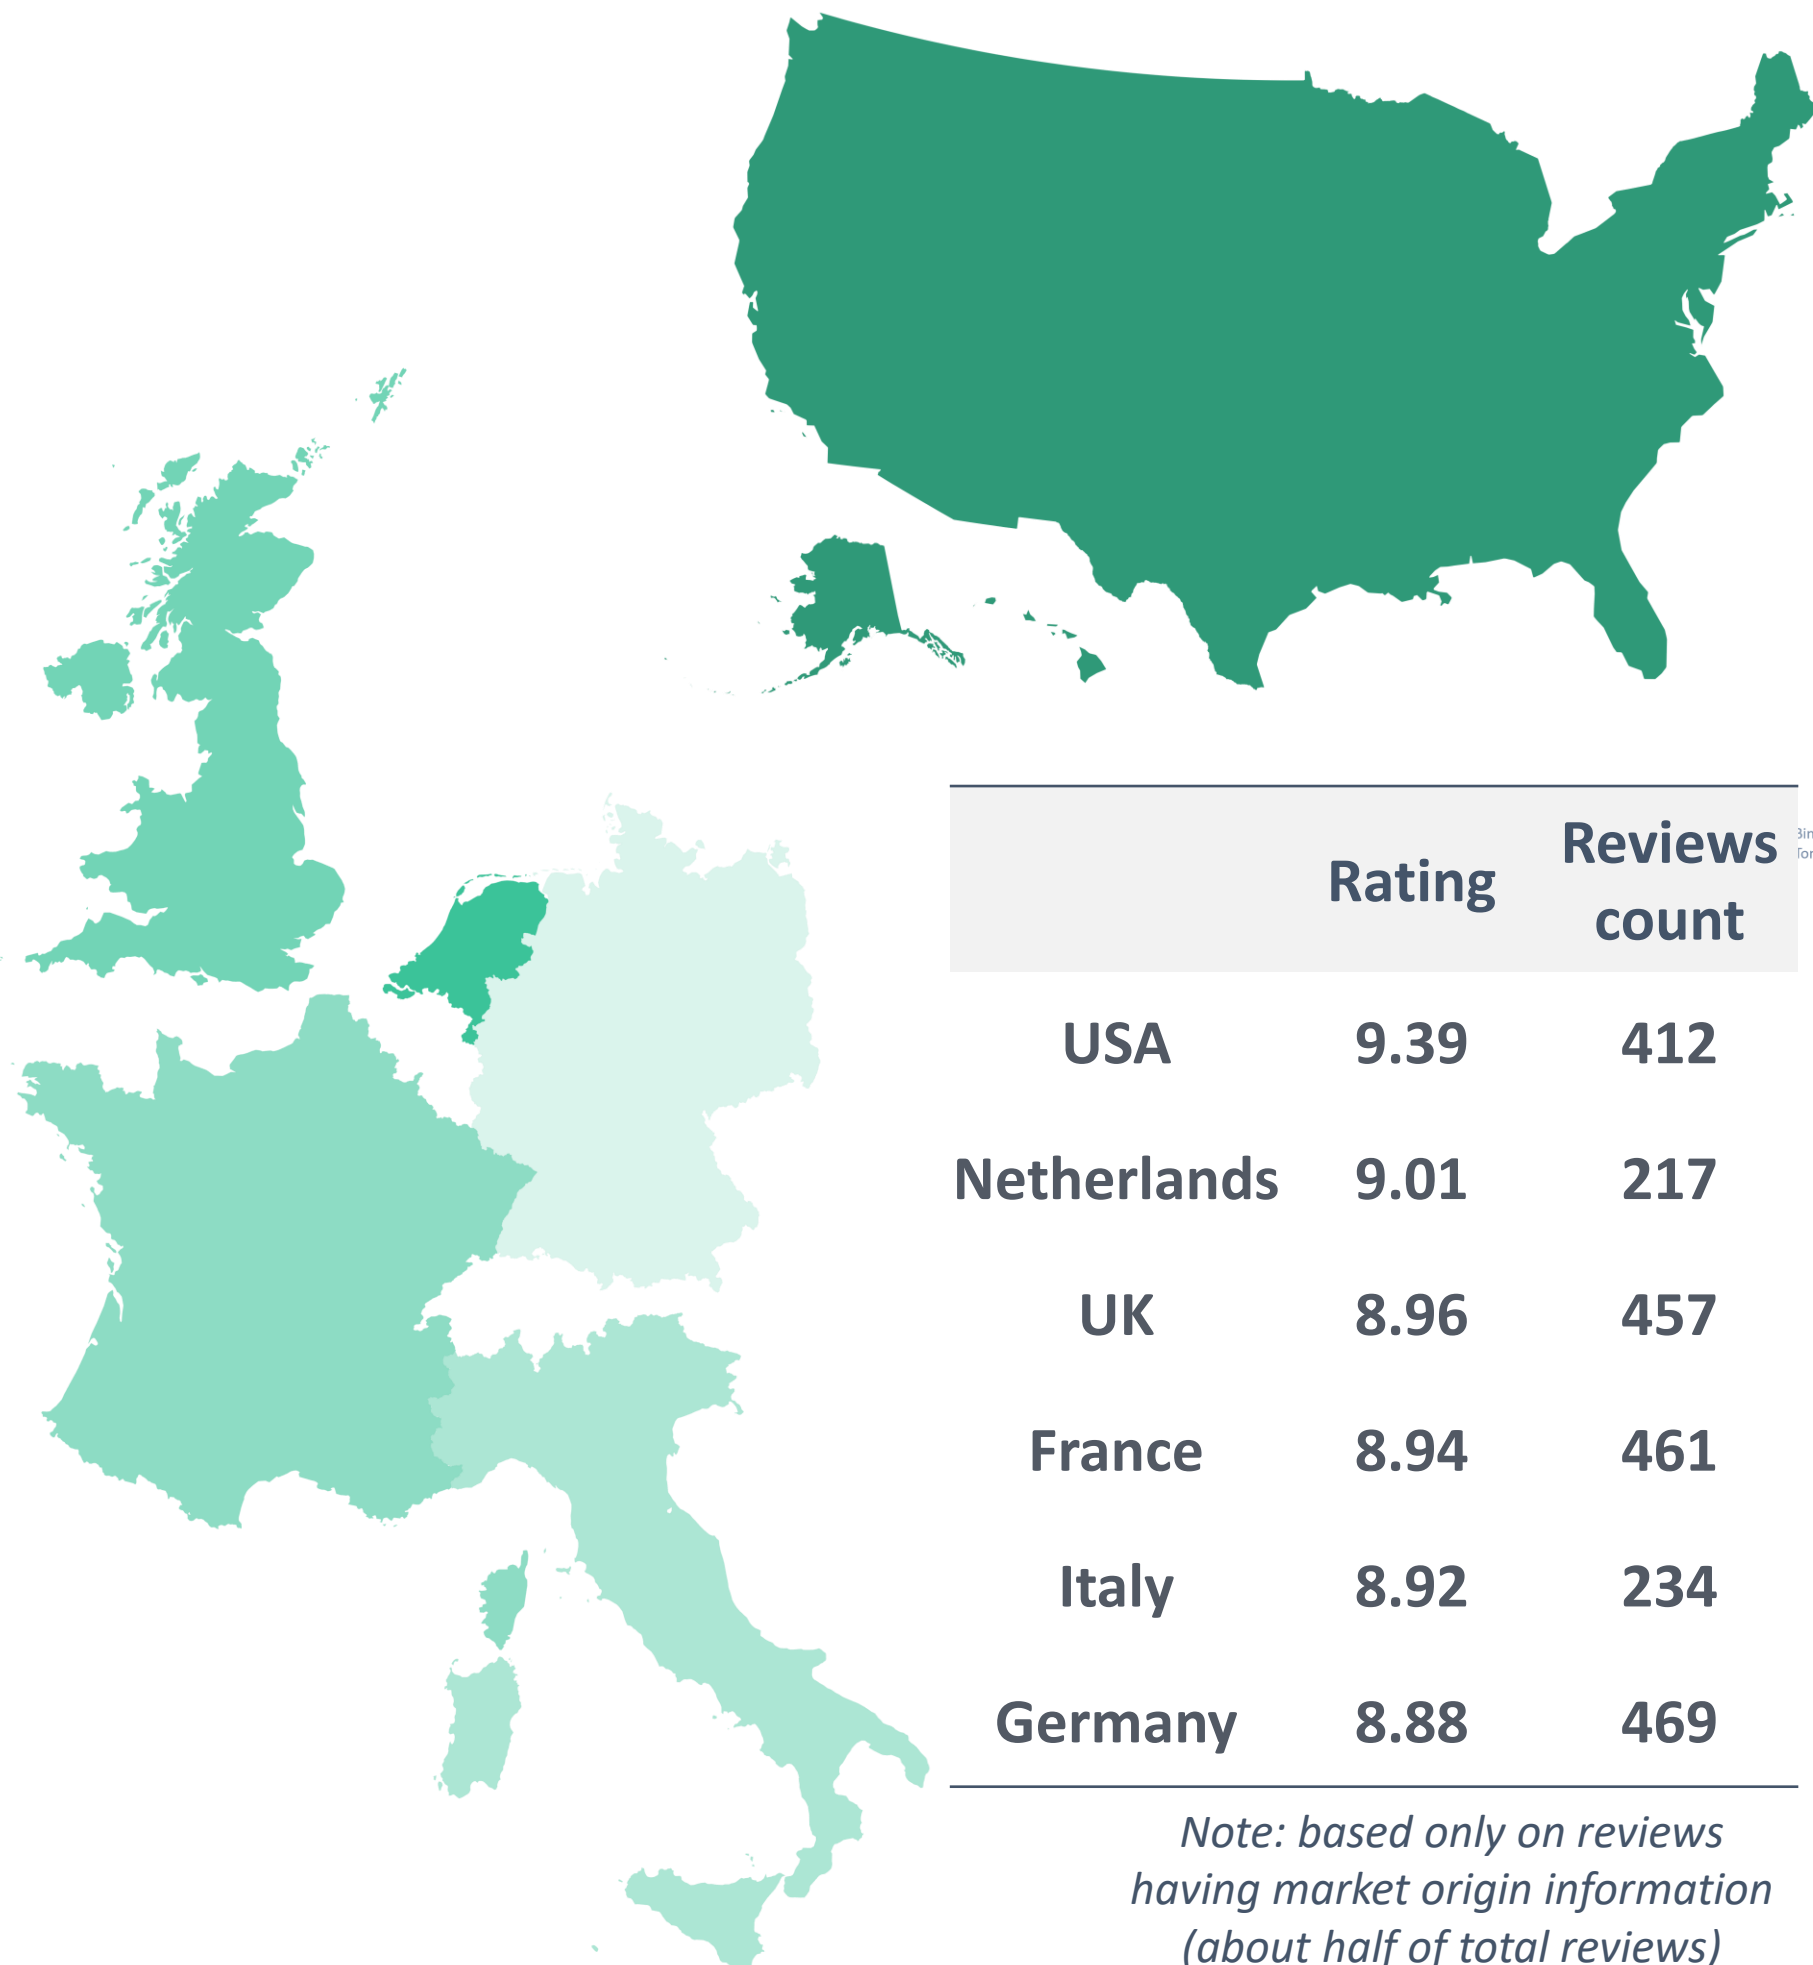 Rating
Reviews
count
USA 9.39 412
Netherlands 9.01 217
UK 8.96 457
France 8.94 461
Italy 8.92 234
Germany 8.88 469
Note: based only on reviews
having market origin information
(about half of total reviews)